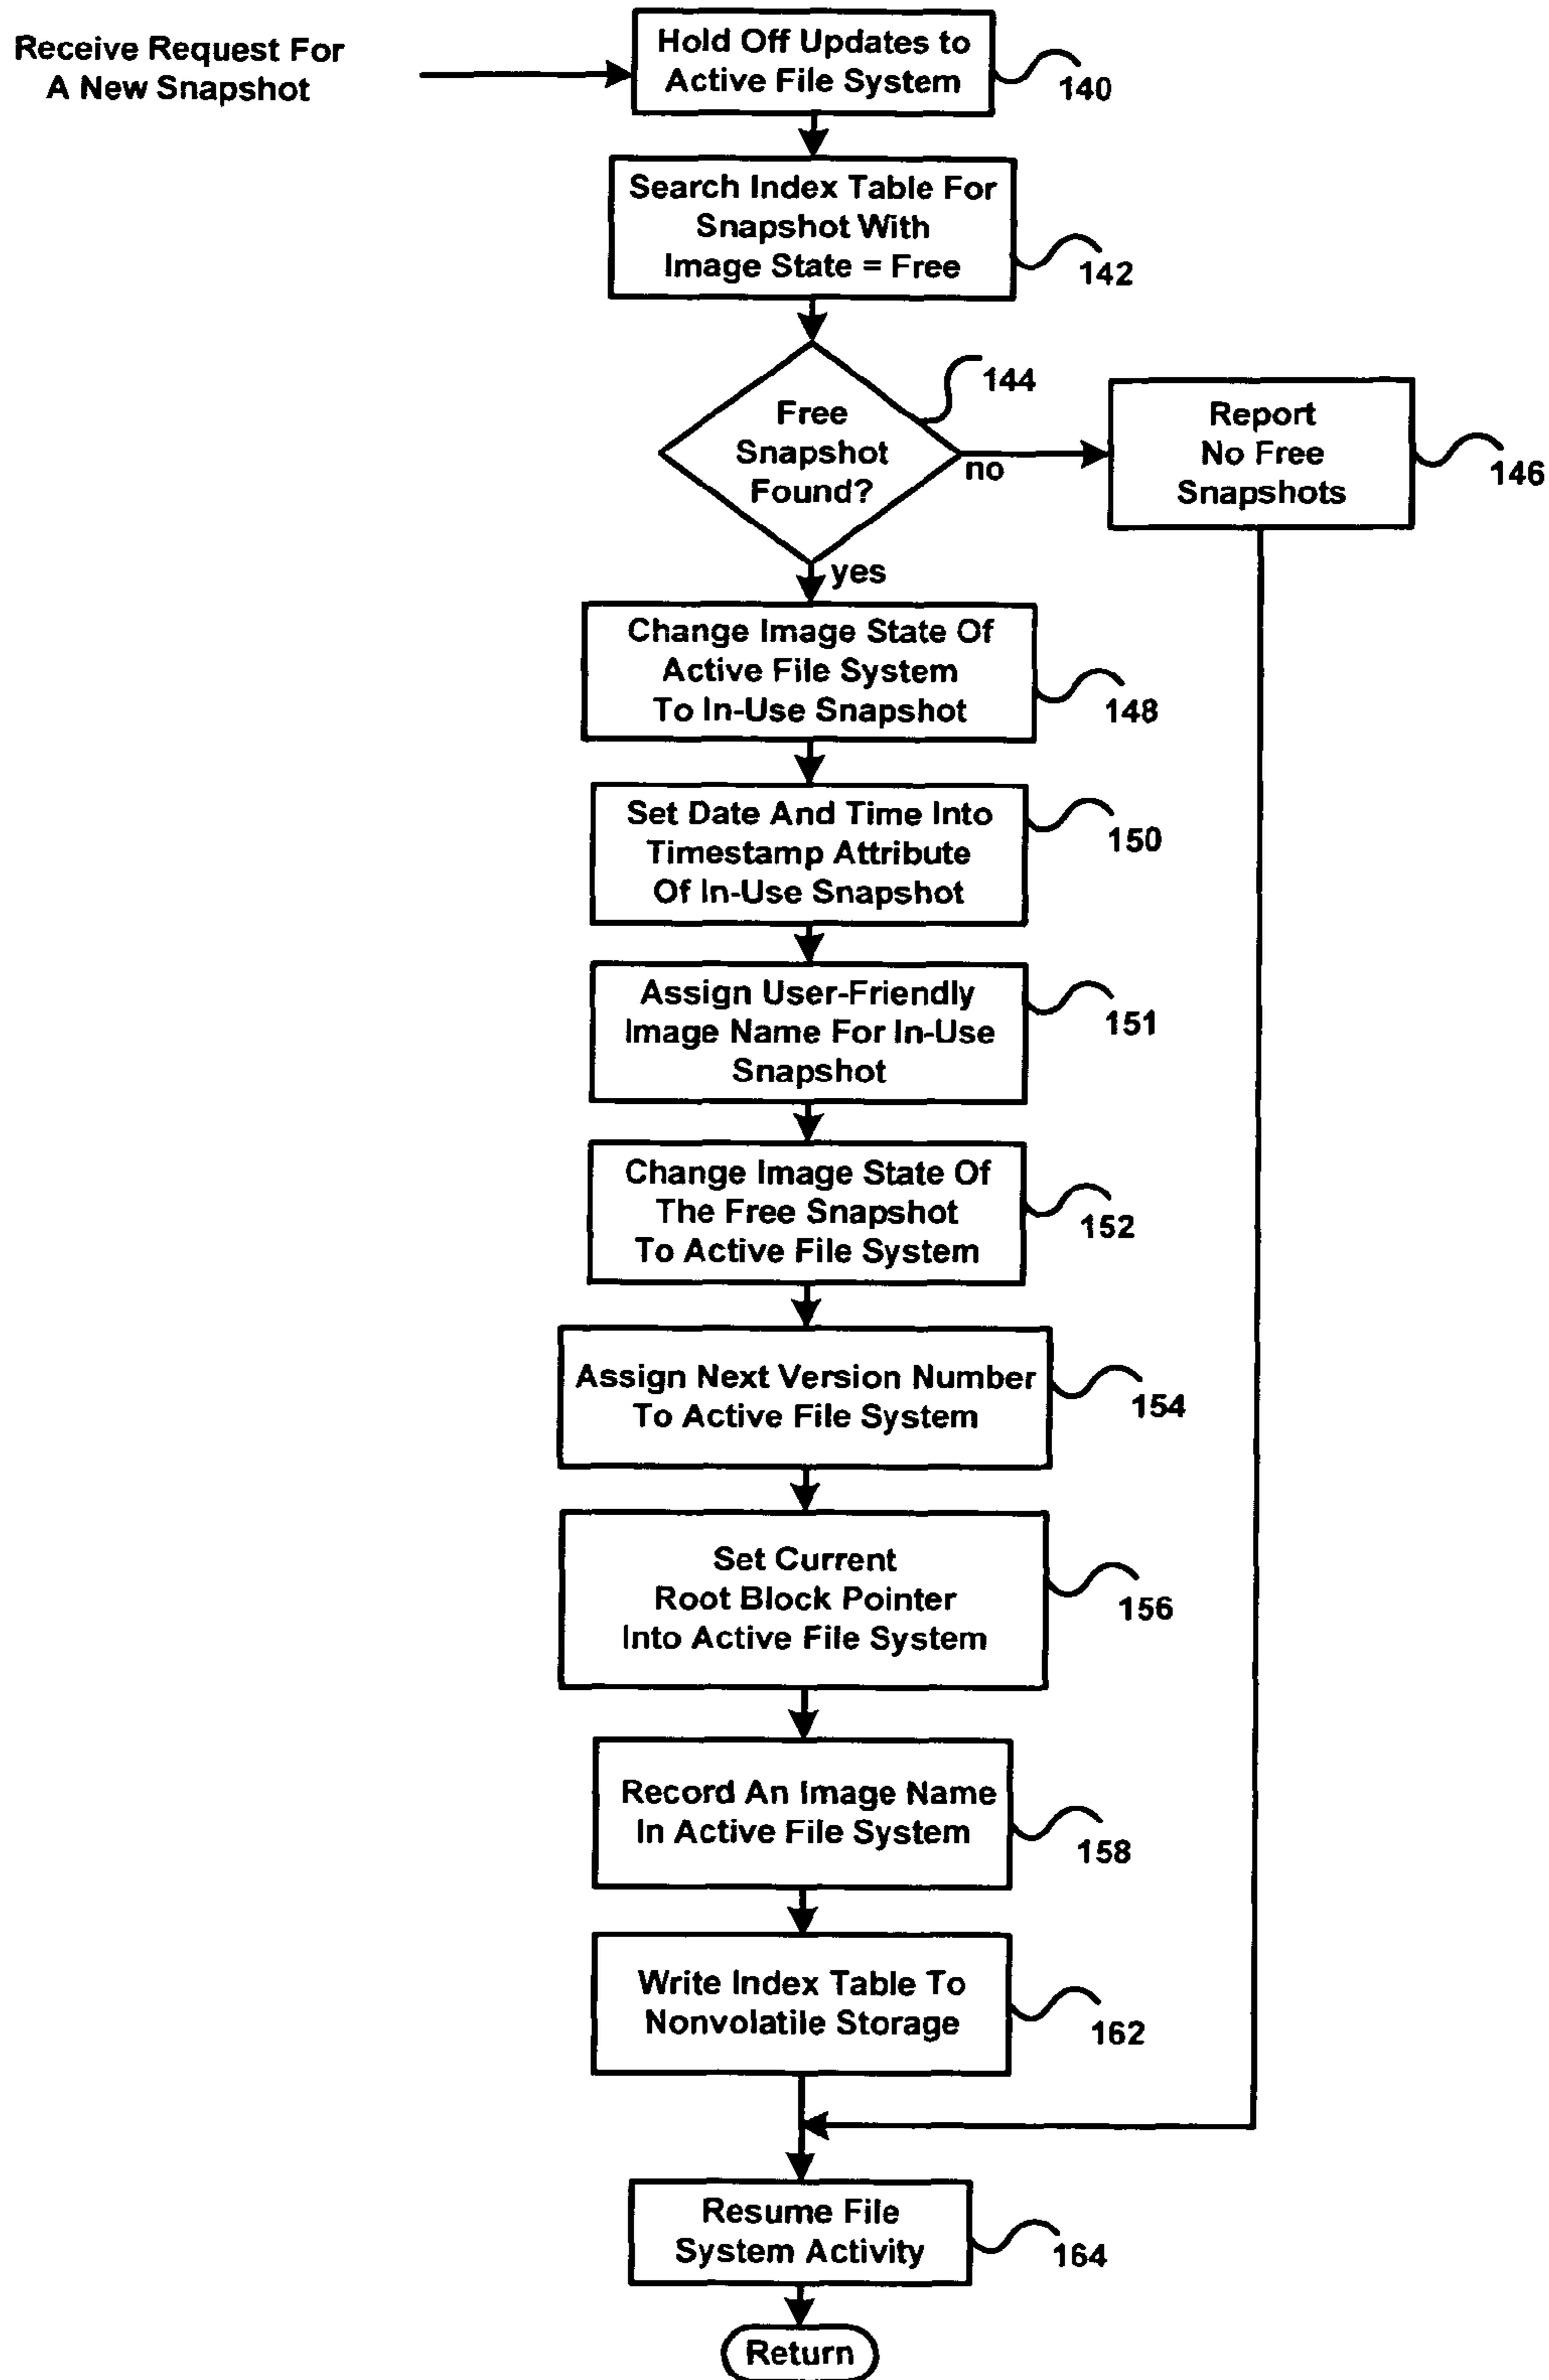 Receive Request For
A New Snapshot
Hold Off Updates to
Active File System
140
Search Index Table For
Snapshot With
Image State = Free
142
Free
Snapshot
Found?
144
no
Report
No Free
Snapshots
146
yes
Change Image State Of
Active File System
To In-Use Snapshot
148
Set Date And Time Into
Timestamp Attribute
Of In-Use Snapshot
150
Assign User-Friendly
Image Name For In-Use
Snapshot
151
Change Image State Of
The Free Snapshot
To Active File System
152
Assign Next Version Number
To Active File System
154
Set Current
Root Block Pointer
Into Active File System
156
Record An Image Name
In Active File System
158
Write Index Table To
Nonvolatile Storage
162
Resume File
System Activity
164
Return